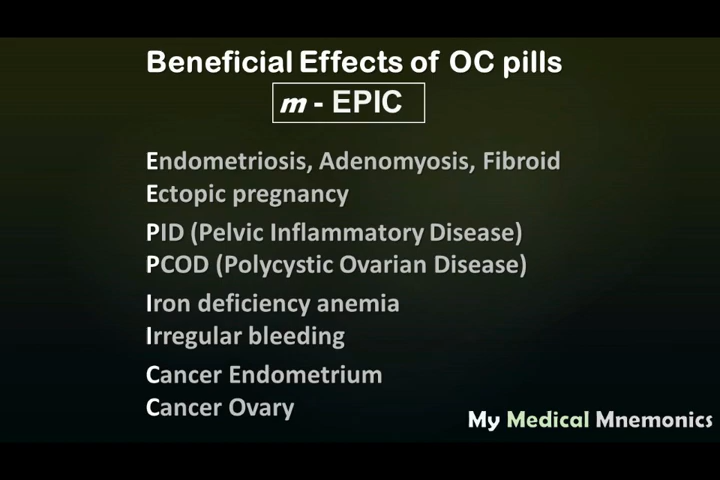 Beneficial Effects of OC pills
m - EPIC
Endometriosis, Adenomyosis, Fibroid
Ectopic pregnancy
PID (Pelvic Inflammatory Disease)
PCOD (Polycystic Ovarian Disease)
Iron deficiency anemia
Irregular bleeding
Cancer Endometrium
Cancer Ovary
My Medical Mnemonics